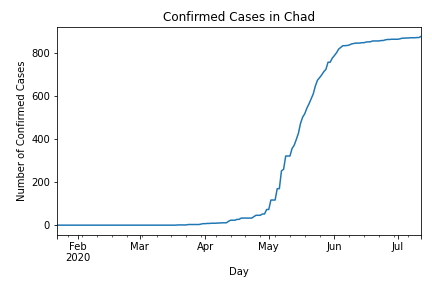 Confirmed Cases in Chad
Number of Confirmed Cases
800
600
400
200
0
Feb Mar Apr May Jun Jul
2020
Day